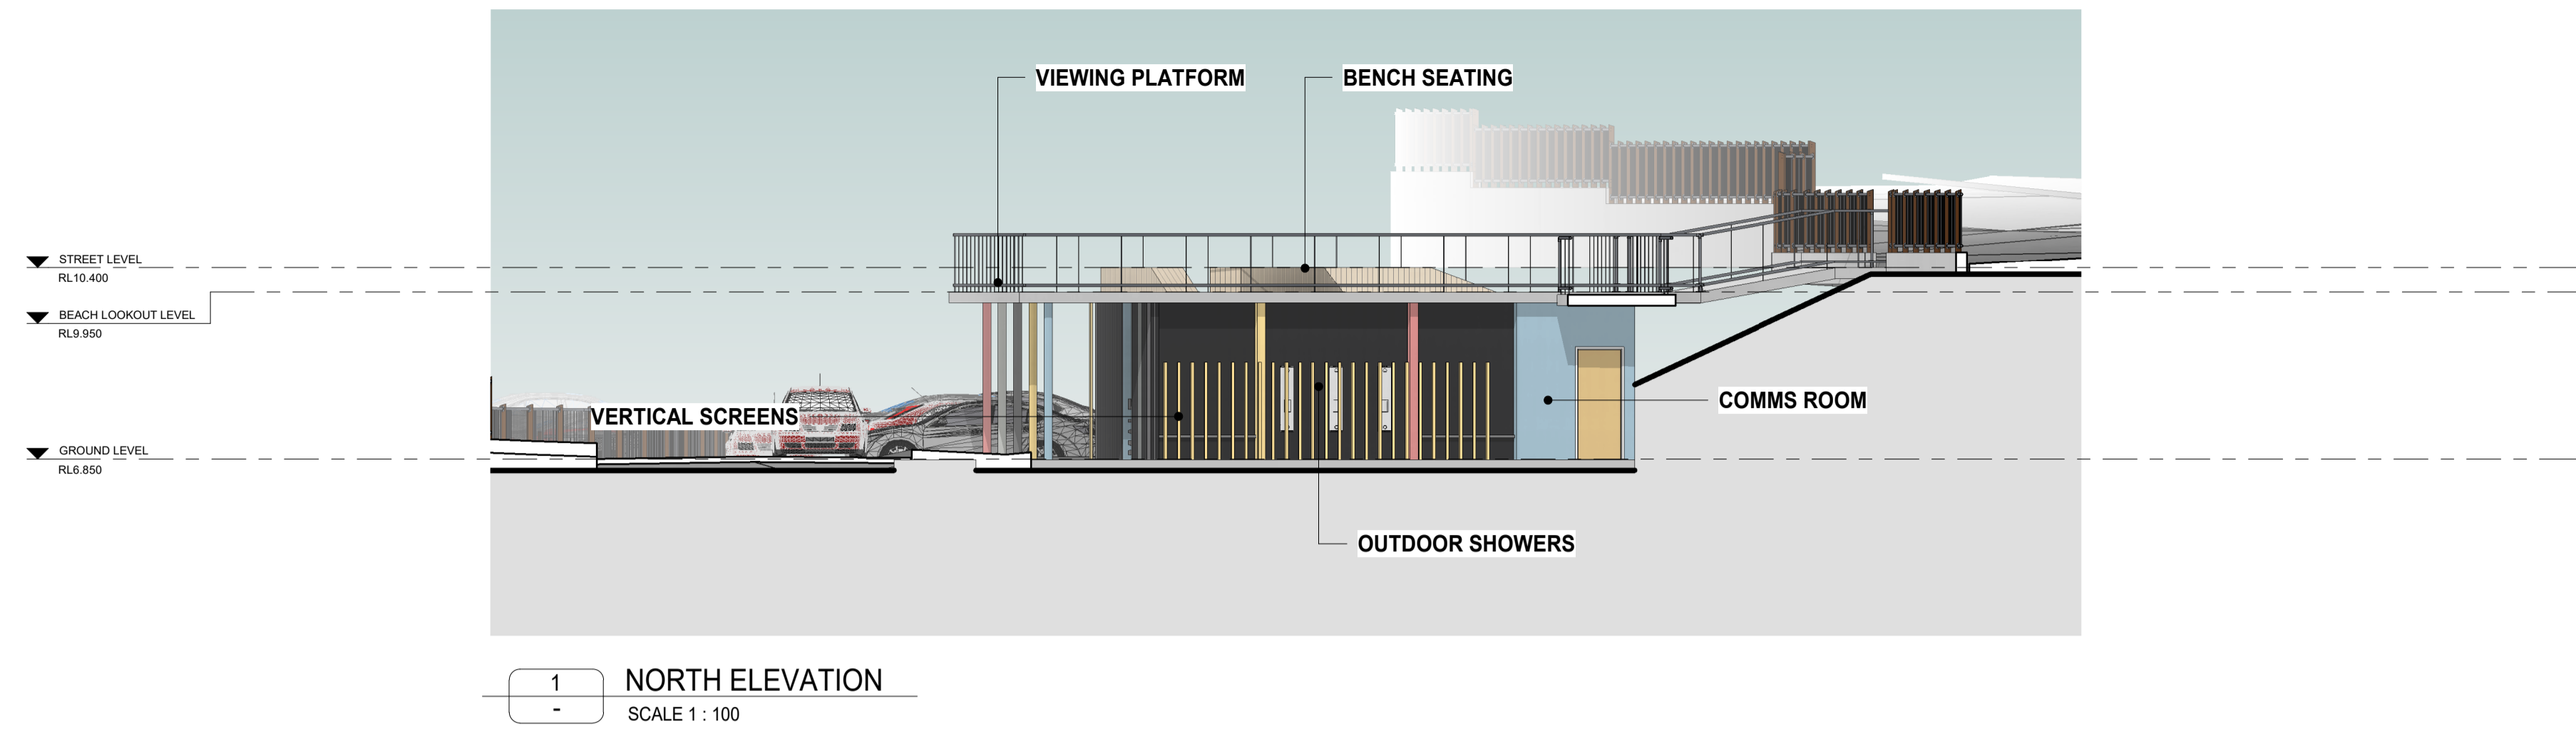 VIEWING PLATFORM
BENCH SEATING
STREET LEVEL
RL10.400
BEACH LOOKOUT LEVEL
RL9.950
VERTICAL SCREENS
COMMS ROOM
GROUND LEVEL
RL6.850
OUTDOOR SHOWERS
1
-
NORTH ELEVATION
SCALE 1 : 100